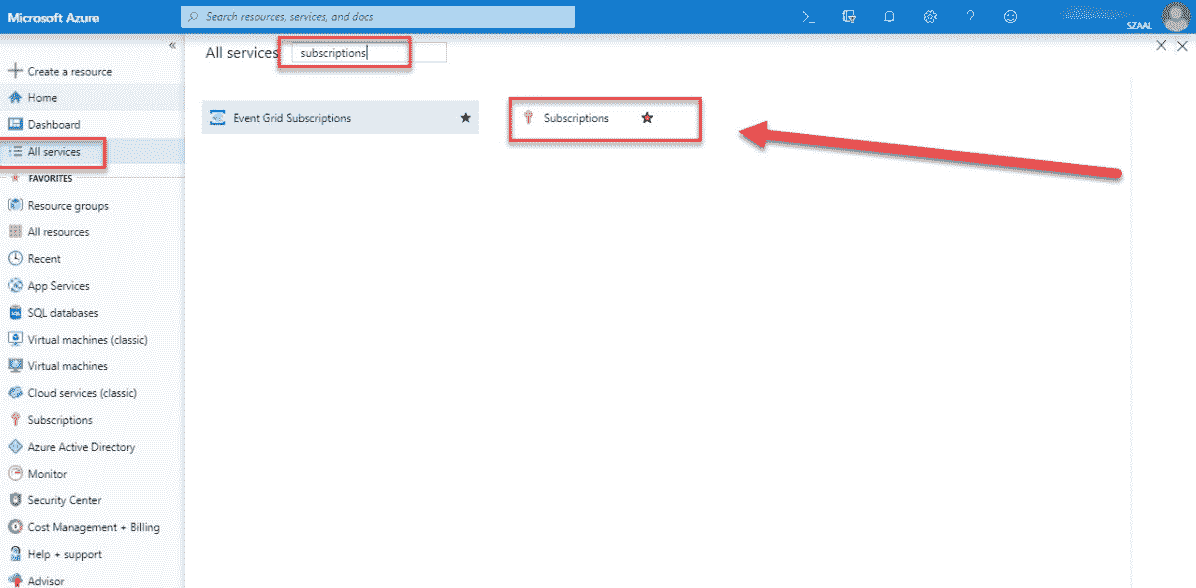 Microsoft Azure
Search resources, services, and docs
SZAAL
All services
subscriptions
Create a resource
Home
Dashboard
All services
FAVORITES
Resource groups
All resources
Recent
App Services
SQL databases
Virtual machines (classic)
Virtual machines
Cloud services (classic)
Subscriptions
Azure Active Directory
Monitor
Security Center
Cost Management + Billing
Help + support
Advisor
Event Grid Subscriptions
Subscriptions